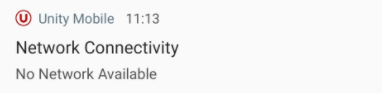 Unity Mobile 11:13
Network Connectivity
No Network Available